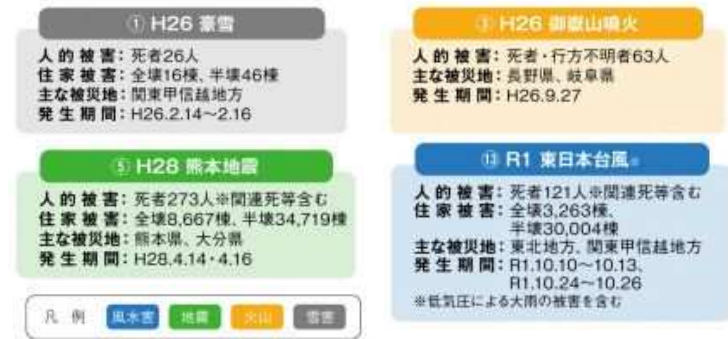 ① H26 豪雪
人的被害：死者26人
住家被害：全壊16棟、半壊46棟
主な被災地：関東甲信越地方
発生期間：H26.2.14～2.16
③ H26 御嶽山噴火
人的被害：死者・行方不明者63人
主な被災地：長野県、岐阜県
発生期間：H26.9.27
⑤ H28 熊本地震
人的被害：死者273人※関連死等含む
住家被害：全壊8,667棟、半壊34,719棟
主な被災地：熊本県、大分県
発生期間：H28.4.14・4.16
⑬ R1 東日本台風※
人的被害：死者121人※関連死等含む
住家被害：全壊3,263棟、
半壊30,004棟
主な被災地：東北地方、関東甲信越地方
発生期間：R1.10.10～10.13、
R1.10.24～10.26
※低気圧による大雨の被害を含む
凡 例 風水害 地震 火山 雪害